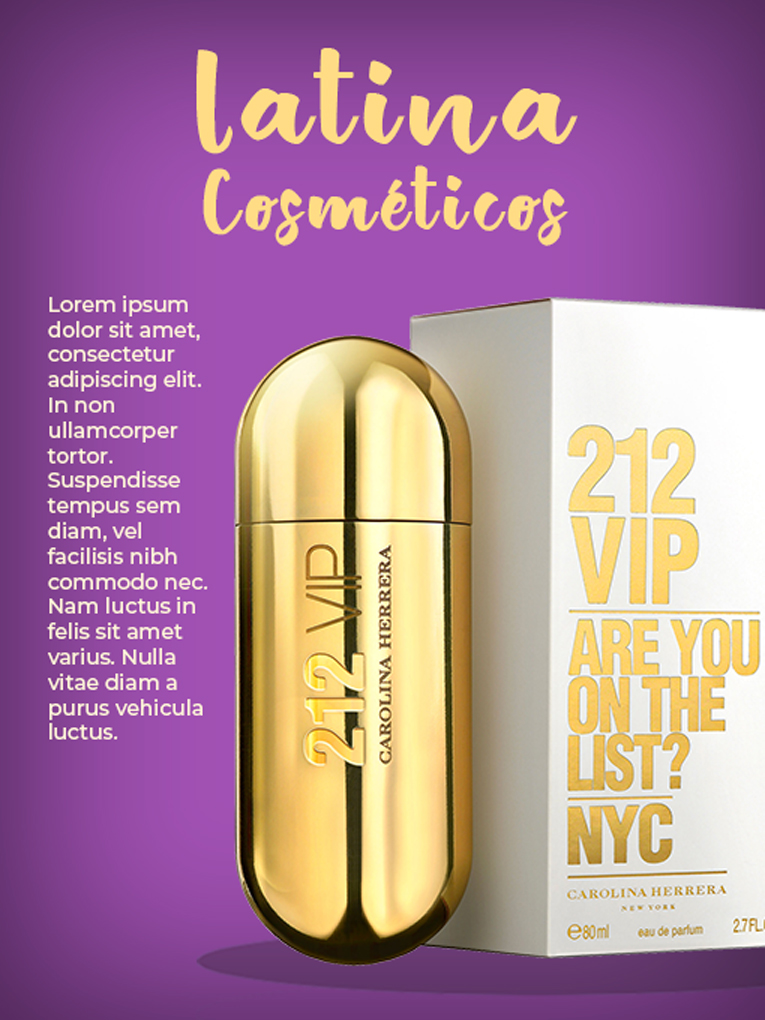 latina
Cosméticos
Lorem ipsum
dolor sit amet,
consectetur
adipiscing elit.
In non
ullamcorper
tortor.
Suspendisse
tempus sem
diam, vel
facilisis nibh
commodo nec.
Nam luctus in
felis sit amet
varius. Nulla
vitae diam a
purus vehicula
luctus.
212 VIP
CAROLINA HERRERA
212
VIP
ARE YOU
ON THE
LIST?
NYC
CAROLINA HERRERA
NEW YORK
℮80ml eau de parfum 2.7FL.